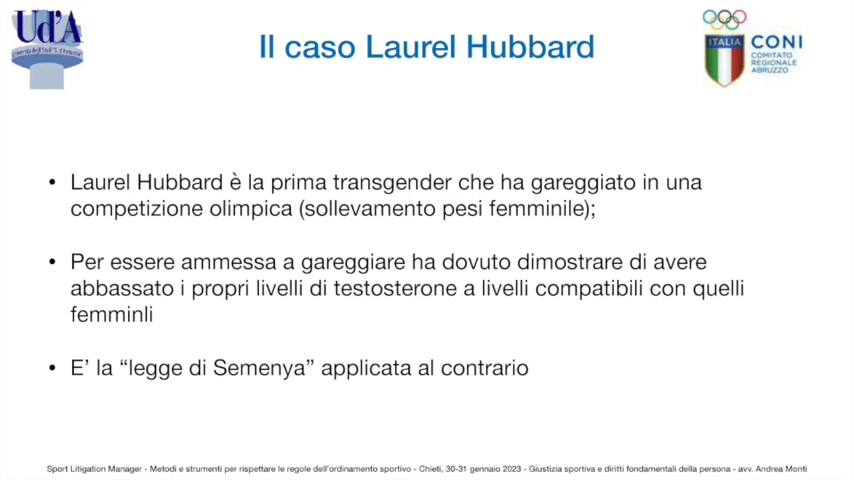 Ud'A
Il caso Laurel Hubbard
ITALIA
CONI
COMITATO
REGIONALE
ABRUZZO
• Laurel Hubbard è la prima transgender che ha gareggiato in una
competizione olimpica (sollevamento pesi femminile);
• Per essere ammessa a gareggiare ha dovuto dimostrare di avere
abbassato i propri livelli di testosterone a livelli compatibili con quelli
femminli
• E’ la “legge di Semenya” applicata al contrario
Sport Litigation Manager - Metodi e strumenti per rispettare le regole dell'ordinamento sportivo - Chieti, 30-31 gennaio 2023 - Giustizia sportiva e diritti fondamentali della persona - avv. Andrea Monti